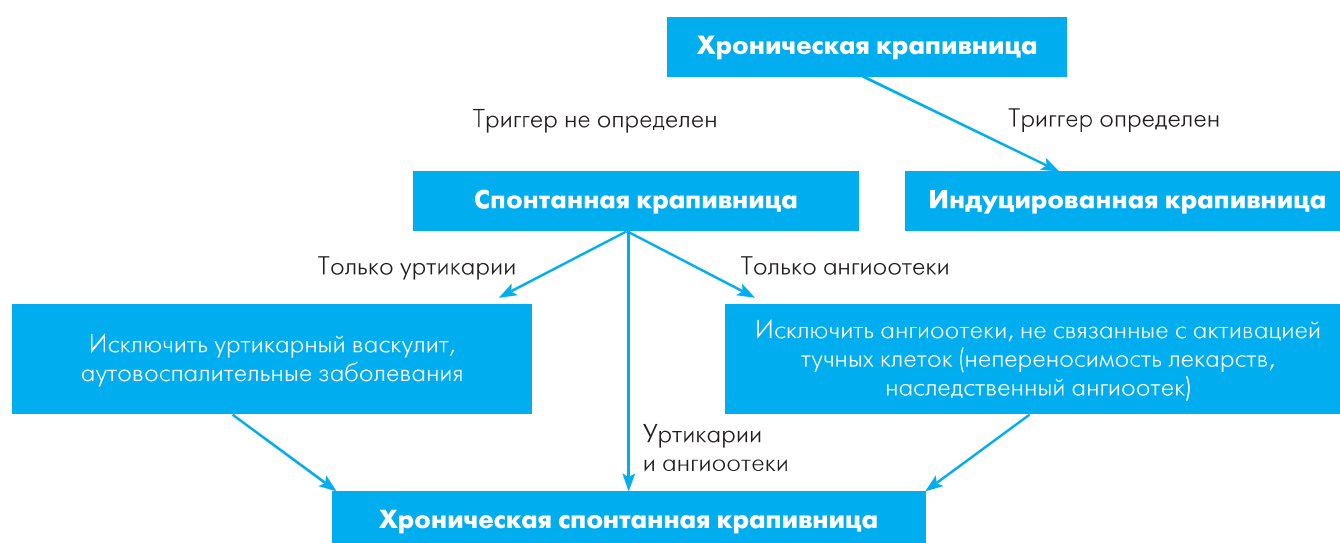 Хроническая крапивница
Триггер не определен
Триггер определен
Спонтанная крапивница
Индуцированная крапивница
Только уртикарии
Только ангиоотеки
Исключить уртикарный васкулит,
аутовоспалительные заболевания
Исключить ангиоотеки, не связанные с активацией
тучных клеток (непереносимость лекарств,
наследственный ангиоотек)
Уртикарии
и ангиоотеки
Хроническая спонтанная крапивница